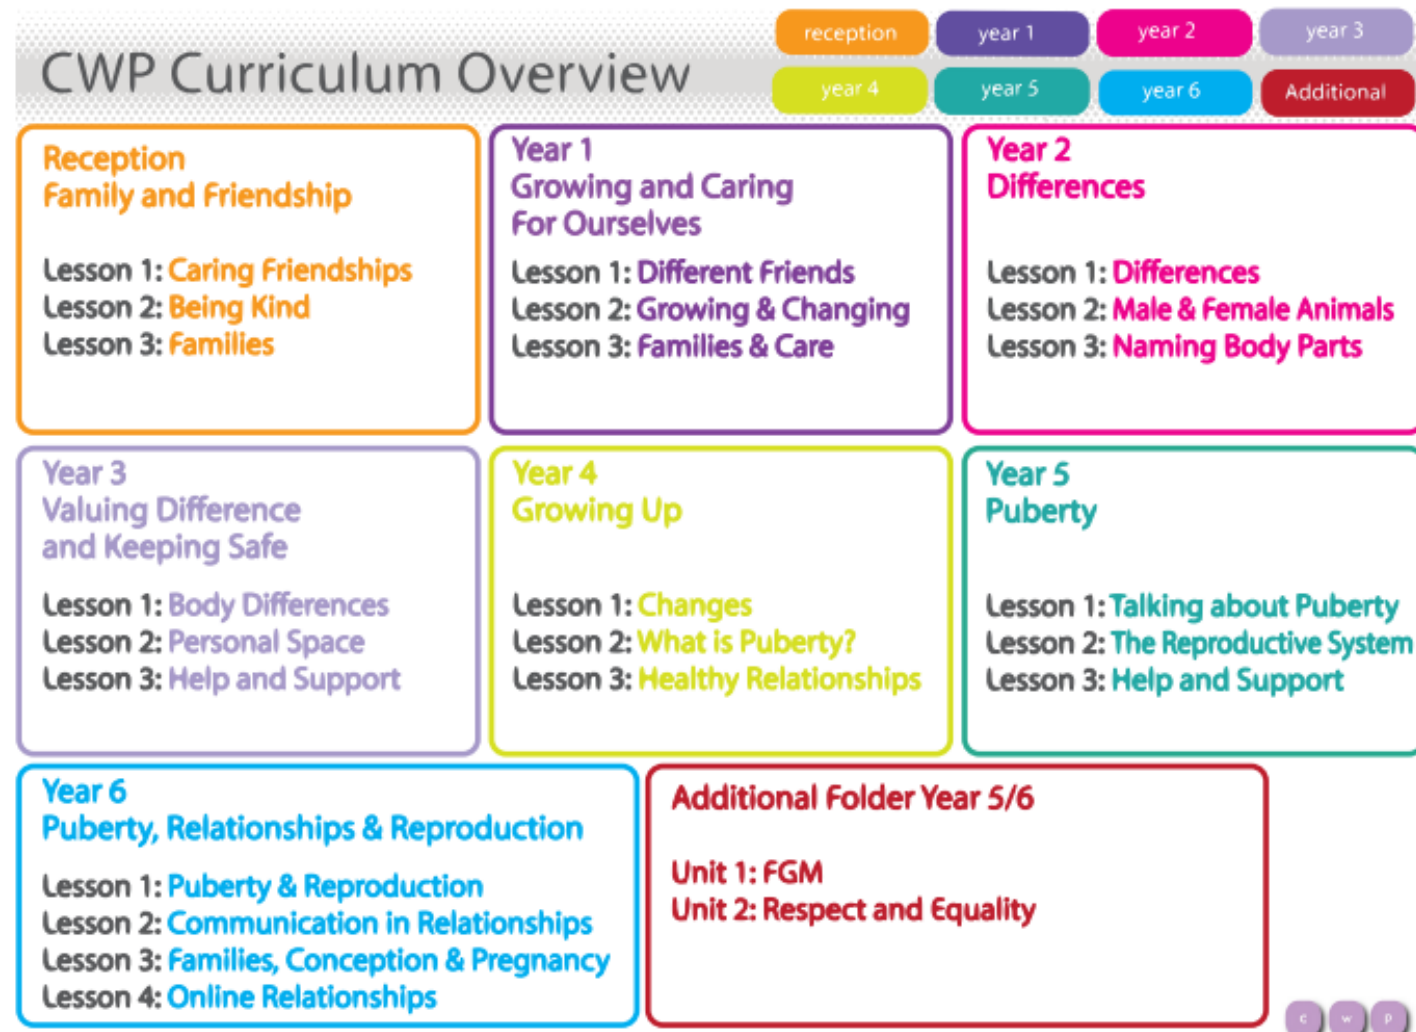 CWP Curriculum Overview
reception
year 1
year 2
year 3
year 4
year 5
year 6
Additional
Reception
Family and Friendship
Lesson 1: Caring Friendships
Lesson 2: Being Kind
Lesson 3: Families
Year 1
Growing and Caring
For Ourselves
Lesson 1: Different Friends
Lesson 2: Growing & Changing
Lesson 3: Families & Care
Year 2
Differences
Lesson 1: Differences
Lesson 2: Male & Female Animals
Lesson 3: Naming Body Parts
Year 3
Valuing Difference
and Keeping Safe
Lesson 1: Body Differences
Lesson 2: Personal Space
Lesson 3: Help and Support
Year 4
Growing Up
Lesson 1: Changes
Lesson 2: What is Puberty?
Lesson 3: Healthy Relationships
Year 5
Puberty
Lesson 1: Talking about Puberty
Lesson 2: The Reproductive System
Lesson 3: Help and Support
Year 6
Puberty, Relationships & Reproduction
Lesson 1: Puberty & Reproduction
Lesson 2: Communication in Relationships
Lesson 3: Families, Conception & Pregnancy
Lesson 4: Online Relationships
Additional Folder Year 5/6
Unit 1: FGM
Unit 2: Respect and Equality
c w p